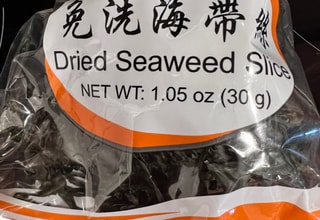 免洗海帶絲
Dried Seaweed Slice
NET WT: 1.05 oz (30 g)